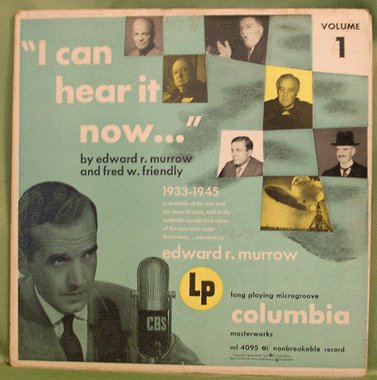 VOLUME
1
"I can
hear it
now..."
by edward r. murrow
and fred w. friendly
1933-1945
a chronicle of the war and
the years of crisis, told in the
authentic sounds and voices
of the men who made
this history... narrated by
edward r. murrow
Lp
long playing microgroove
columbia
masterworks
ml 4095 nonbreakable record
CBS